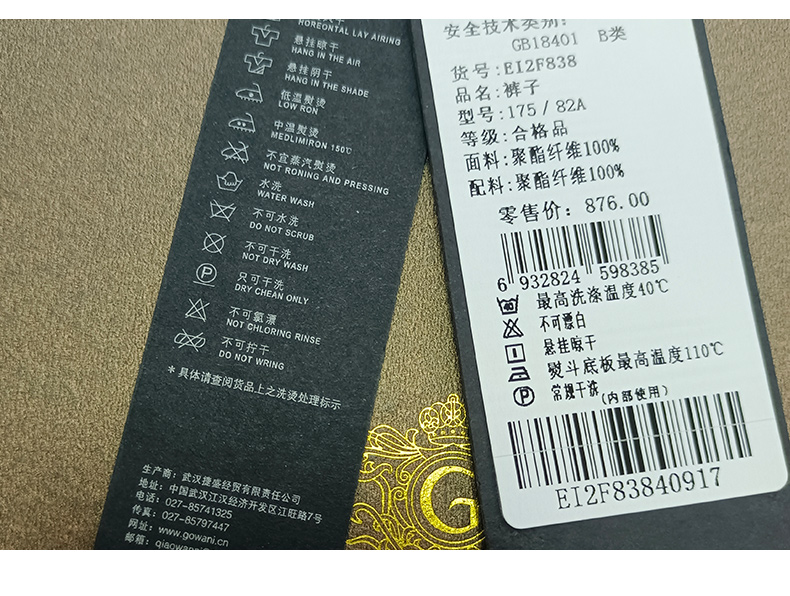 HOREONTAL LAY AIRING
悬挂晾干
HANG IN THE AIR
悬挂阴干
HANG IN THE SHADE
低温熨烫
LOW RON
中温熨烫
MEDLIMIRON 150℃
不宜蒸汽熨烫
NOT RONING AND PRESSING
水洗
WATER WASH
不可水洗
DO NOT SCRUB
不可干洗
NOT DRY WASH
只可干洗
DRY CHEAN ONLY
不可氯漂
NOT CHLORING RINSE
不可拧干
DO NOT WRING
*具体请查阅货品上之洗烫处理标示
生产商：武汉捷盛经贸有限责任公司
地址：中国武汉江汉经济开发区江旺路7号
电话：027-85741325
传真：027-85797447
网址：www.gowani.cn
邮箱：
G
安全技术类别：
GB18401 B类
货号:EI2F838
品名:裤子
型号:175/82A
等级:合格品
面料:聚酯纤维100%
配料:聚酯纤维100%
零售价：876.00
6 932824 598385
最高洗涤温度40℃
不可漂白
悬挂晾干
熨斗底板最高温度110℃
常规干洗
(内部使用)
EI2F83840917